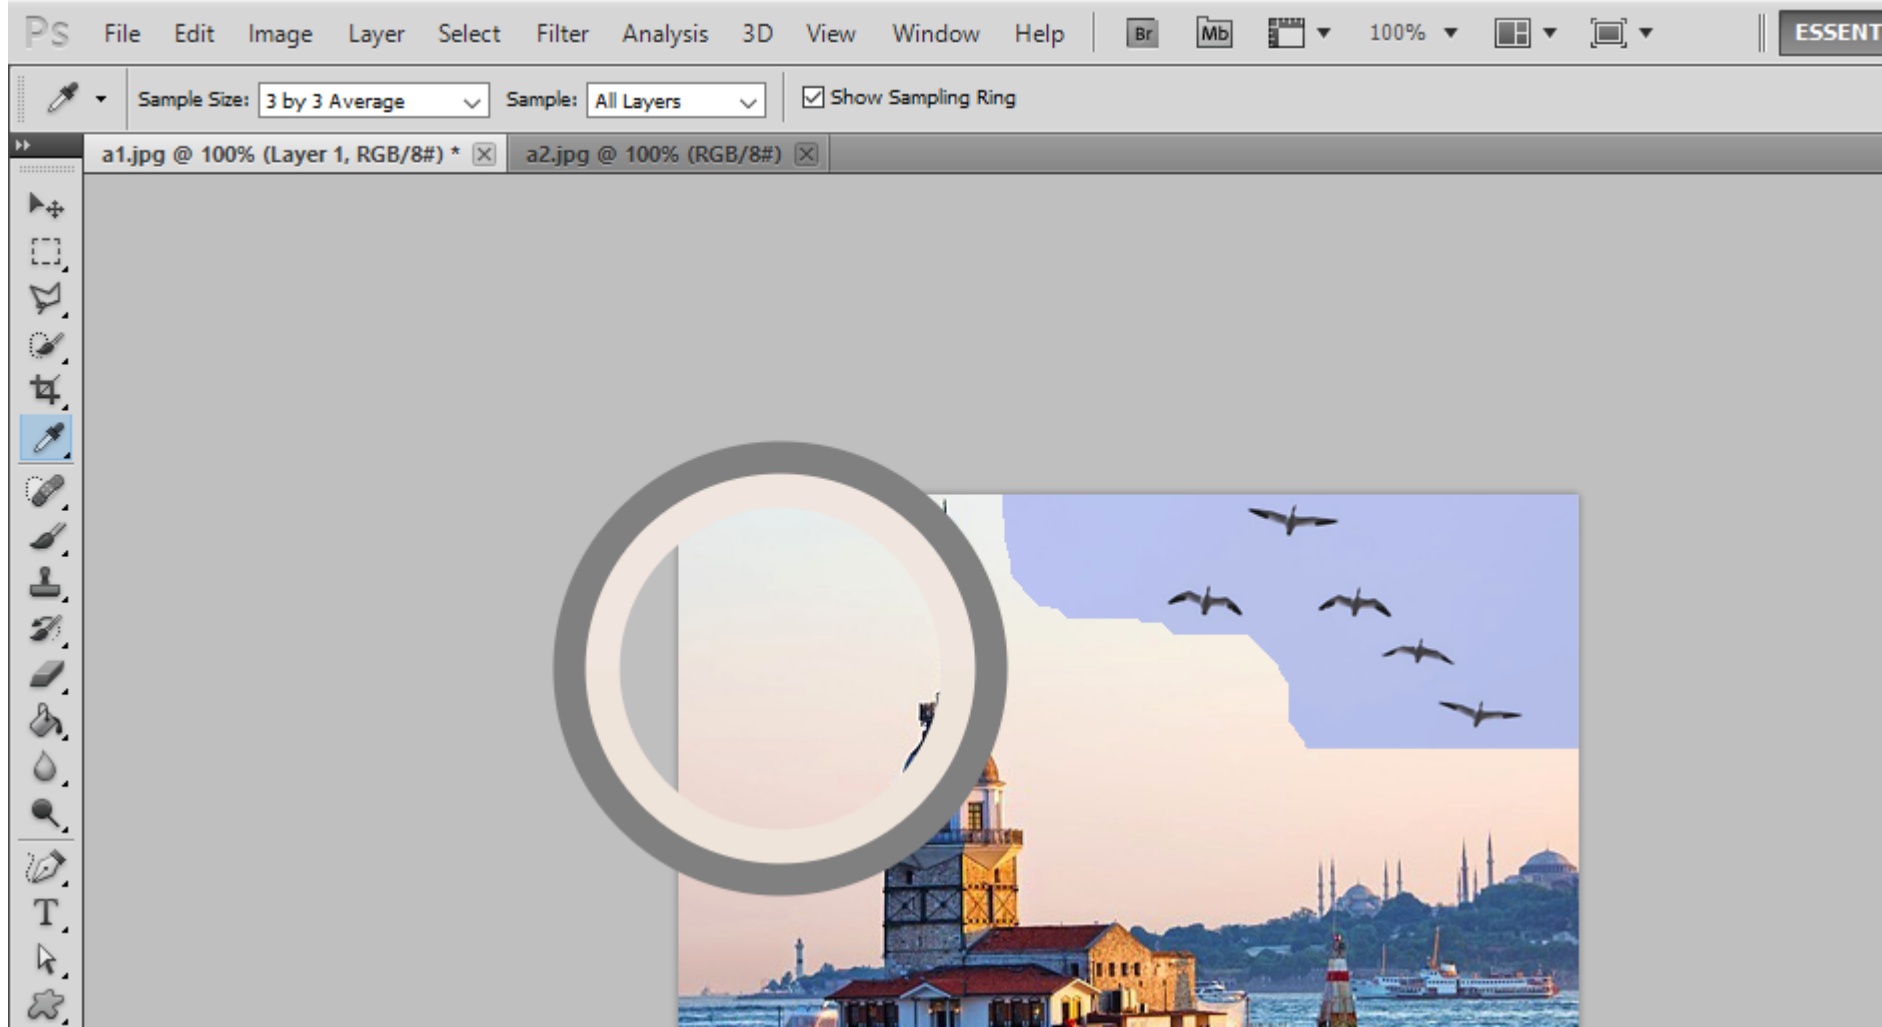 Ps File Edit Image Layer Select Filter Analysis 3D View Window Help Br Mb 100% ESSENT
Sample Size: 3 by 3 Average Sample: All Layers Show Sampling Ring
a1.jpg @ 100% (Layer 1, RGB/8#) * a2.jpg @ 100% (RGB/8#)
T